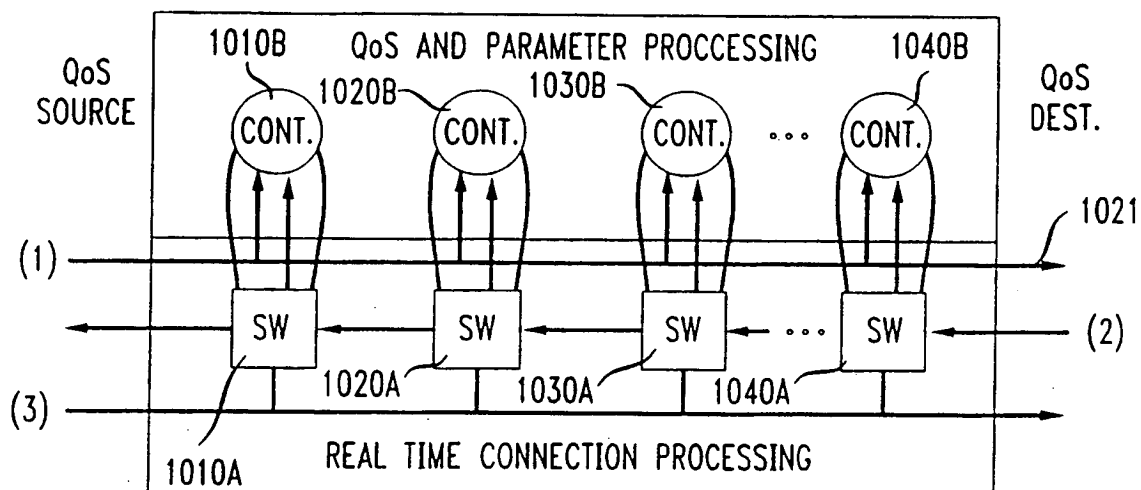 1010B
QoS AND PARAMETER PROCCESSING
1040B
QoS
SOURCE
1020B
1030B
QoS
DEST.
CONT.
CONT.
CONT.
CONT.
1021
(1)
SW
SW
SW
SW
(2)
1020A
1030A
1040A
(3)
1010A
REAL TIME CONNECTION PROCESSING